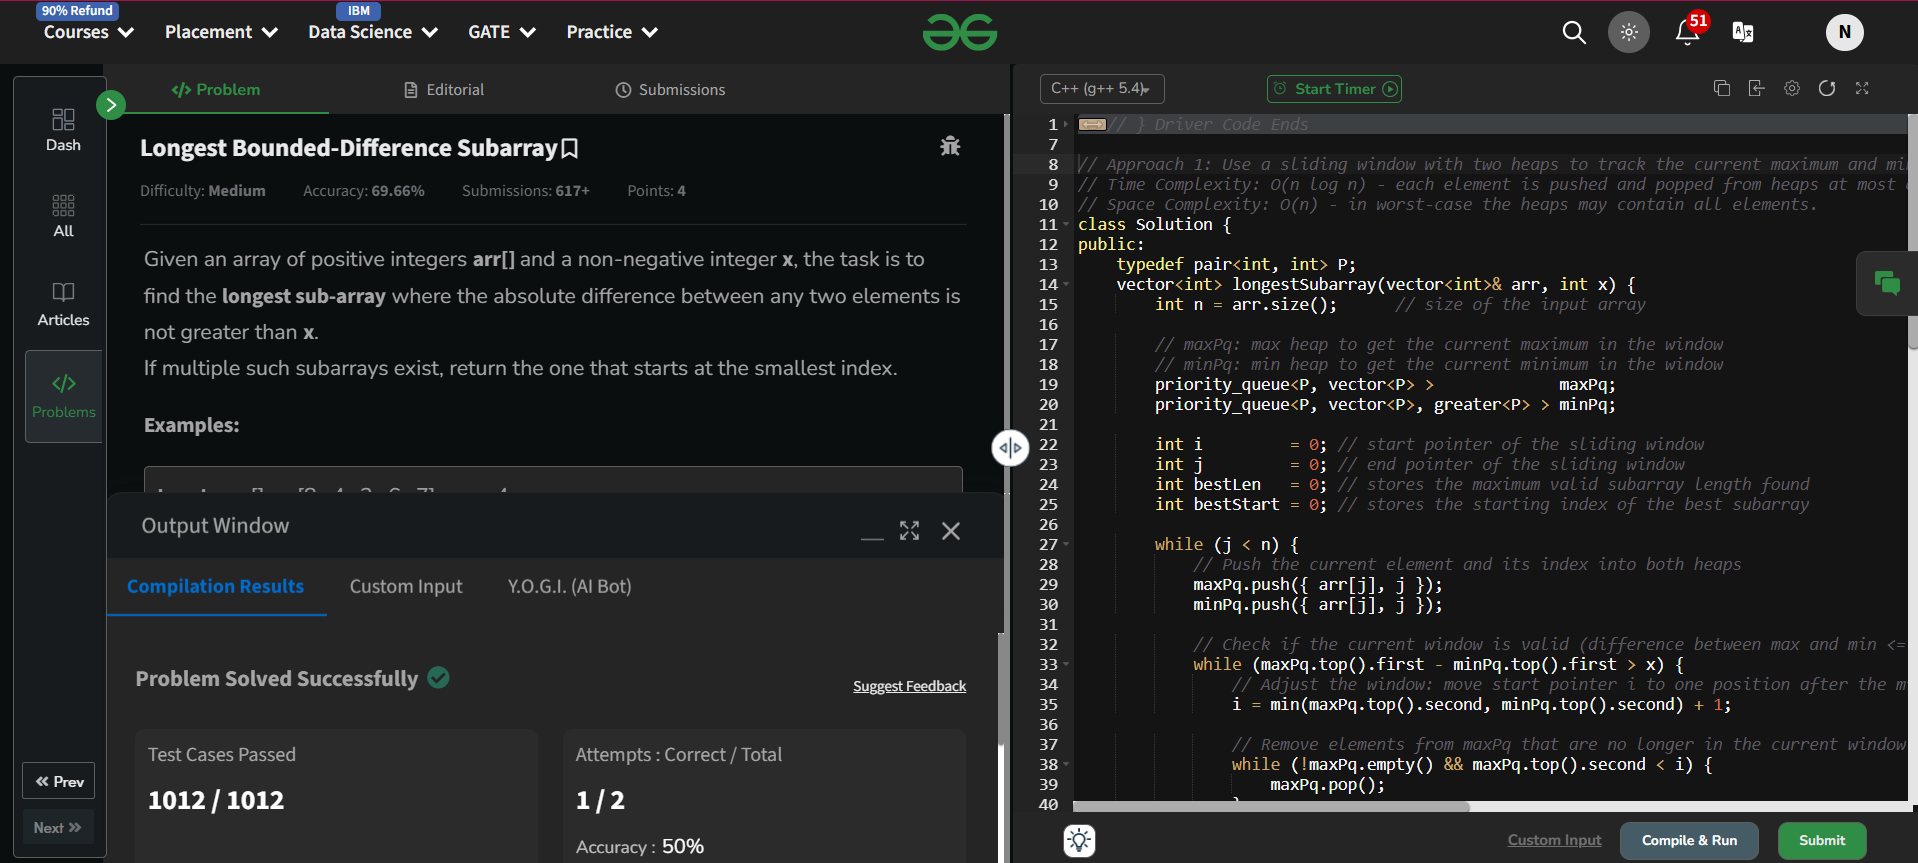 90% Refund
IBM
Courses
Placement
Data Science
GATE
Practice
51
N
Dash
All
Articles
Problems
Prev
Next
Problem
Editorial
Submissions
Longest Bounded-Difference Subarray
Difficulty: Medium
Accuracy: 69.66%
Submissions: 617+
Points: 4
Given an array of positive integers arr[] and a non-negative integer x, the task is to
find the longest sub-array where the absolute difference between any two elements is
not greater than x.
If multiple such subarrays exist, return the one that starts at the smallest index.
Examples:
Output Window
Compilation Results
Custom Input
Y.O.G.I. (AI Bot)
Problem Solved Successfully
Suggest Feedback
Test Cases Passed
1012 / 1012
Attempts : Correct / Total
1 / 2
Accuracy : 50%
C++ (g++ 5.4)
Start Timer
1 // } Driver Code Ends
7
8 // Approach 1: Use a sliding window with two heaps to track the current maximum and
9 // Time Complexity: O(n log n) - each element is pushed and popped from heaps at most
10 // Space Complexity: O(n) - in worst-case the heaps may contain all elements.
11 class Solution {
12 public:
13 typedef pair<int, int> P;
14 vector<int> longestSubarray(vector<int>& arr, int x) {
15 int n = arr.size(); // size of the input array
16
17 // maxPq: max heap to get the current maximum in the window
18 // minPq: min heap to get the current minimum in the window
19 priority_queue<P, vector<P> > maxPq;
20 priority_queue<P, vector<P>, greater<P> > minPq;
21
22 int i = 0; // start pointer of the sliding window
23 int j = 0; // end pointer of the sliding window
24 int bestLen = 0; // stores the maximum valid subarray length found
25 int bestStart = 0; // stores the starting index of the best subarray
26
27 while (j < n) {
28 // Push the current element and its index into both heaps
29 maxPq.push({ arr[j], j });
30 minPq.push({ arr[j], j });
31
32 // Check if the current window is valid (difference between max and min <=
33 while (maxPq.top().first - minPq.top().first > x) {
34 // Adjust the window: move start pointer i to one position after the
35 i = min(maxPq.top().second, minPq.top().second) + 1;
36
37 // Remove elements from maxPq that are no longer in the current window
38 while (!maxPq.empty() && maxPq.top().second < i) {
39 maxPq.pop();
40
Custom Input
Compile & Run
Submit